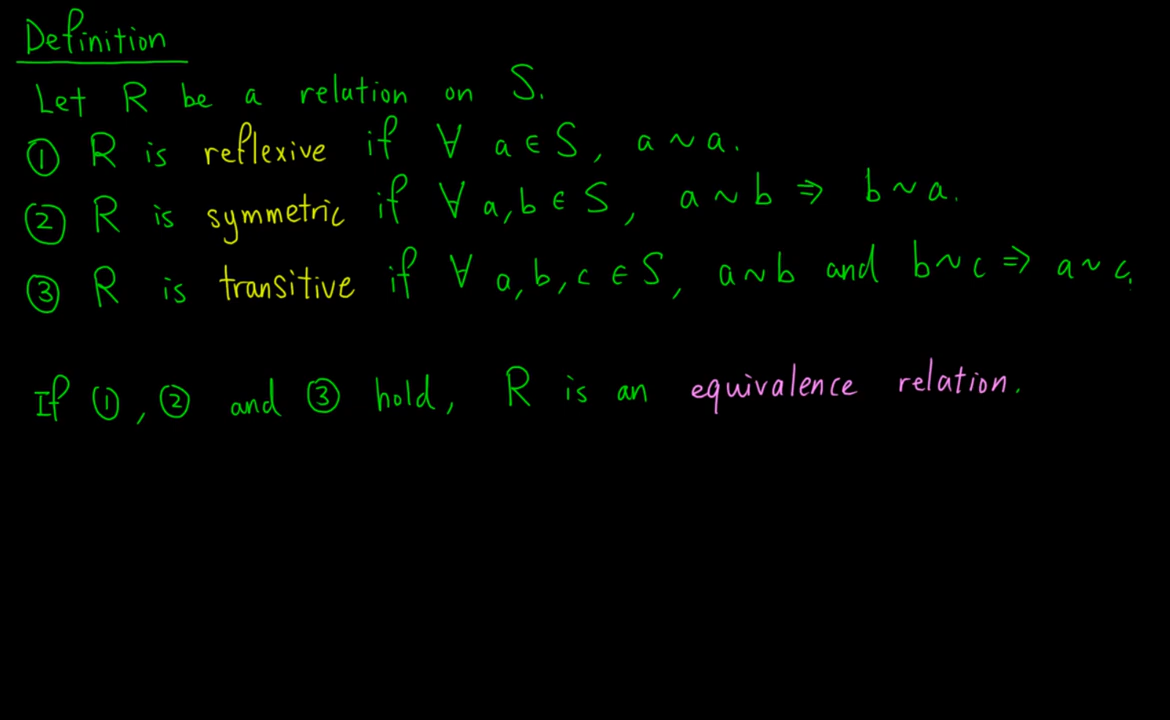 Definition
Let R be a relation on S.
① R is reflexive if ∀ a ∈ S, a ~ a.
② R is symmetric if ∀ a, b ∈ S, a ~ b ⇒ b ~ a.
③ R is transitive if ∀ a, b, c ∈ S, a ~ b and b ~ c ⇒ a ~ c.
If ①, ② and ③ hold, R is an equivalence relation.